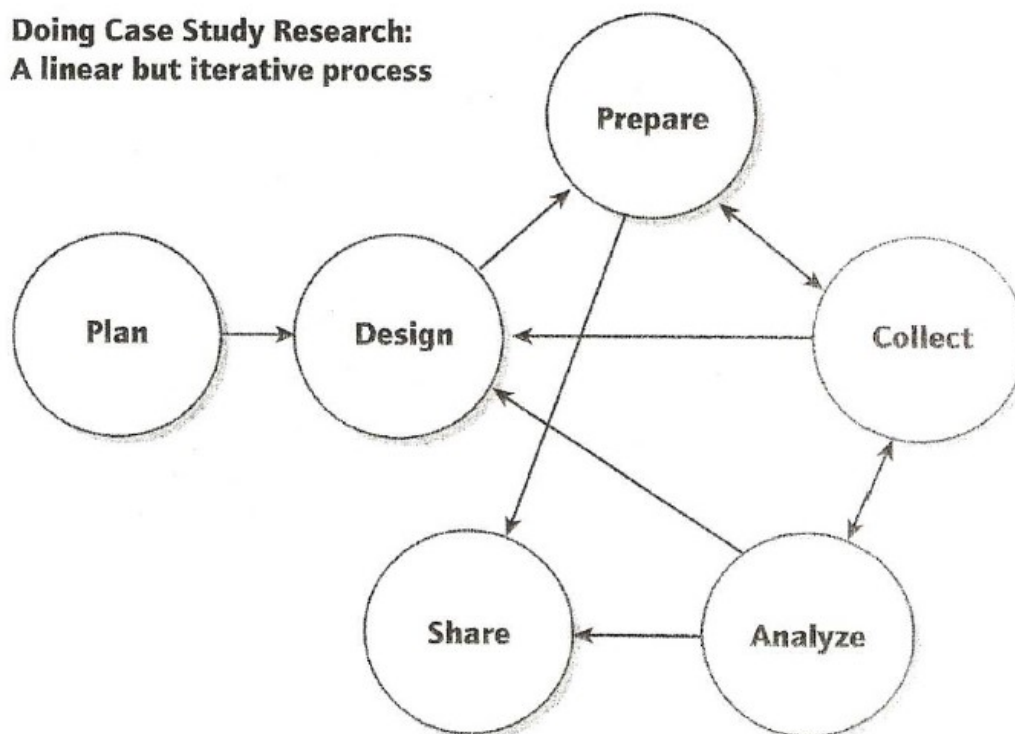 Doing Case Study Research:
A linear but iterative process
Prepare
Plan
Design
Collect
Share
Analyze